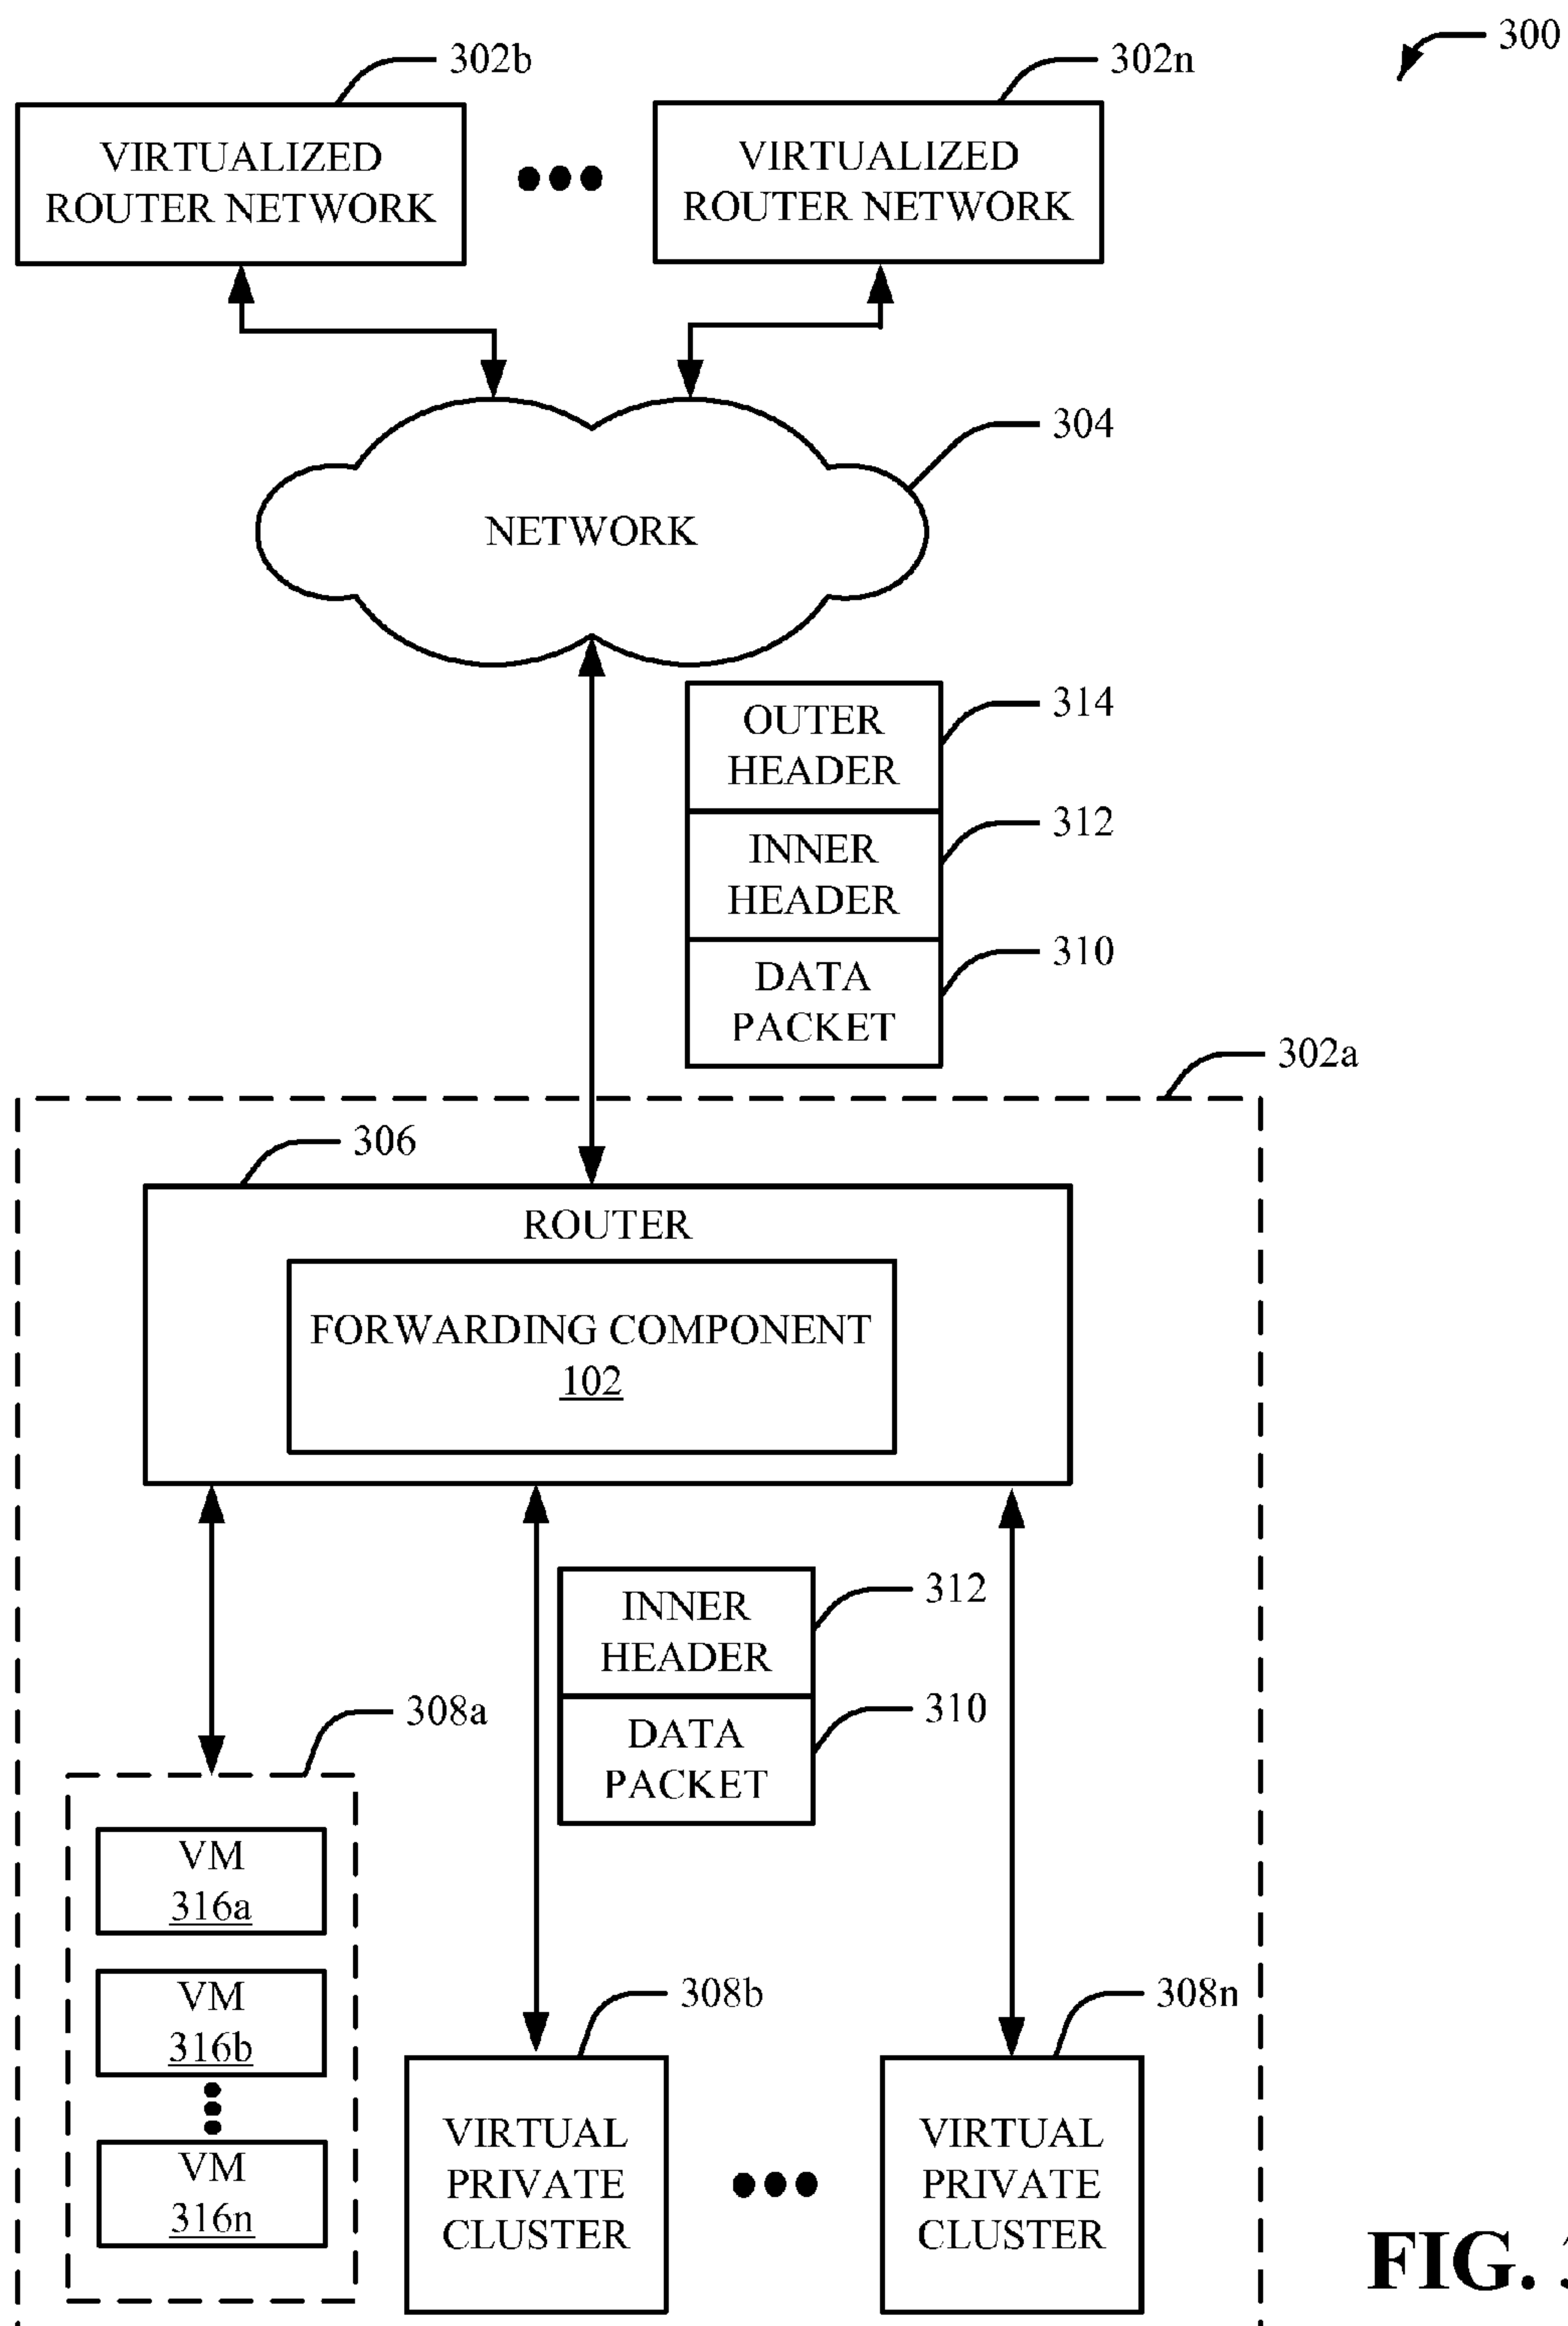 300
302b
302n
VIRTUALIZED
ROUTER NETWORK
VIRTUALIZED
ROUTER NETWORK
304
NETWORK
OUTER
HEADER
314
INNER
HEADER
312
DATA
PACKET
310
302a
306
ROUTER
FORWARDING COMPONENT
102
INNER
HEADER
312
DATA
PACKET
310
308a
VM
316a
VM
316b
VM
316n
308b
308n
VIRTUAL
PRIVATE
CLUSTER
VIRTUAL
PRIVATE
CLUSTER
FIG.